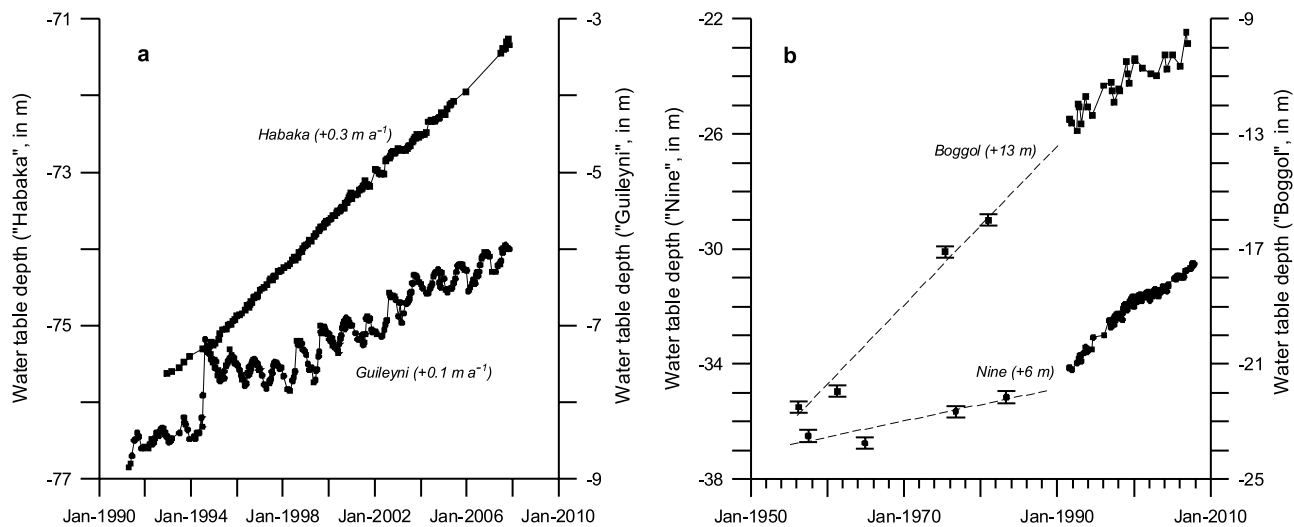 a
Water table depth ("Habaka", in m)
-71
-73
-75
-77
Habaka (+0.3 m a⁻¹)
Guileyni (+0.1 m a⁻¹)
-3
-5
-7
-9
Water table depth ("Guileyni", in m)
Jan-1990 Jan-1994 Jan-1998 Jan-2002 Jan-2006 Jan-2010
b
Water table depth ("Nine", in m)
-22
-26
-30
-34
-38
Boggol (+13 m)
Nine (+6 m)
-9
-13
-17
-21
-25
Water table depth ("Boggol", in m)
Jan-1950 Jan-1970 Jan-1990 Jan-2010